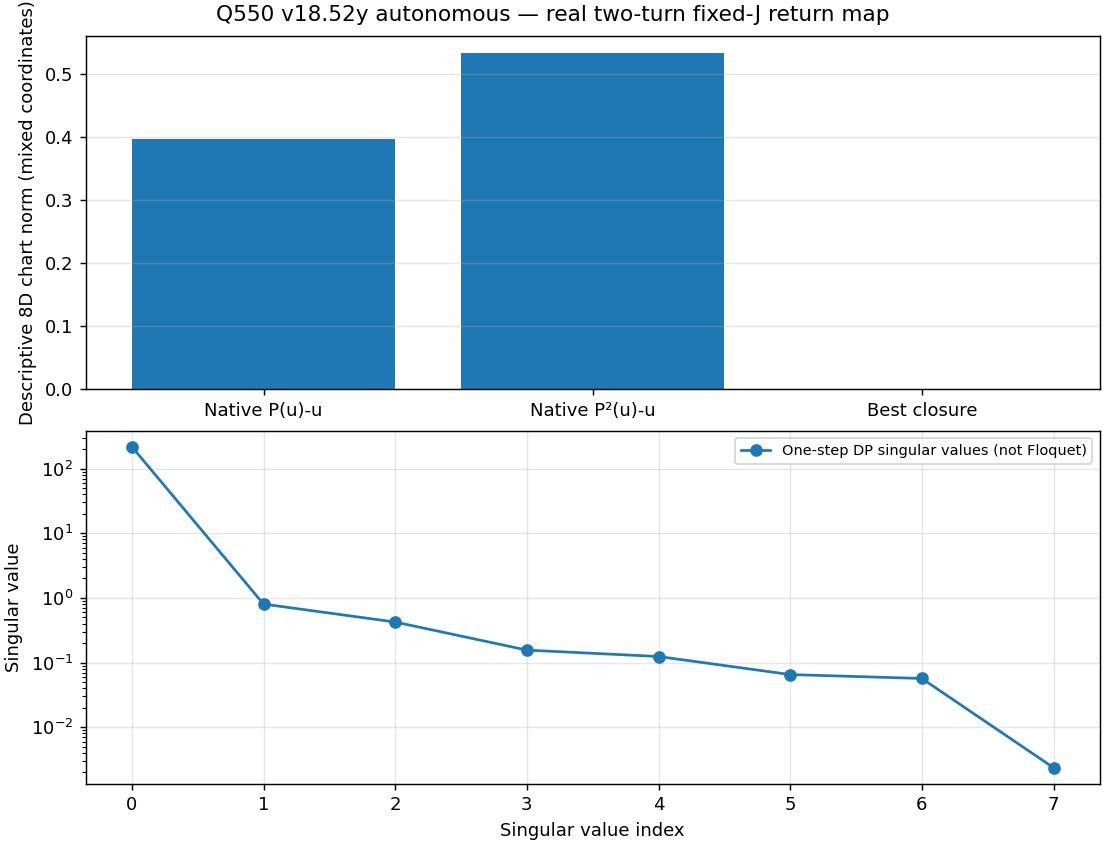 Q550 v18.52y autonomous — real two-turn fixed-J return map
Descriptive 8D chart norm (mixed coordinates)
0.5
0.4
0.3
0.2
0.1
0.0
Native P(u)-u
Native P²(u)-u
Best closure
One-step DP singular values (not Floquet)
Singular value
10²
10¹
10⁰
10⁻¹
10⁻²
0 1 2 3 4 5 6 7
Singular value index